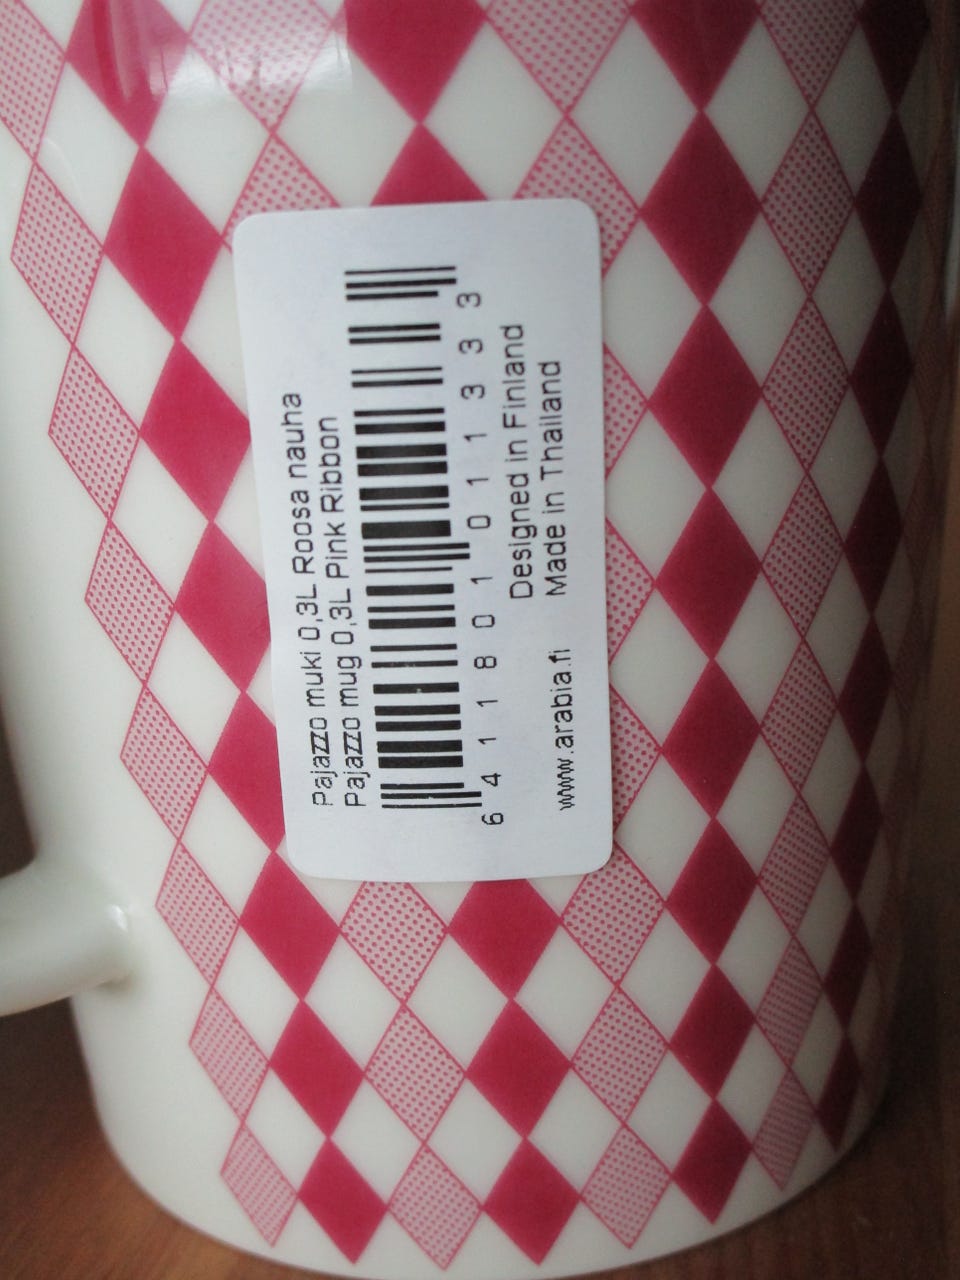 Pajazzo muki 0,3L Roosa nauha
Pajazzo mug 0,3L Pink Ribbon
6 411801 011333
Designed in Finland
www.arabia.fi Made in Thailand